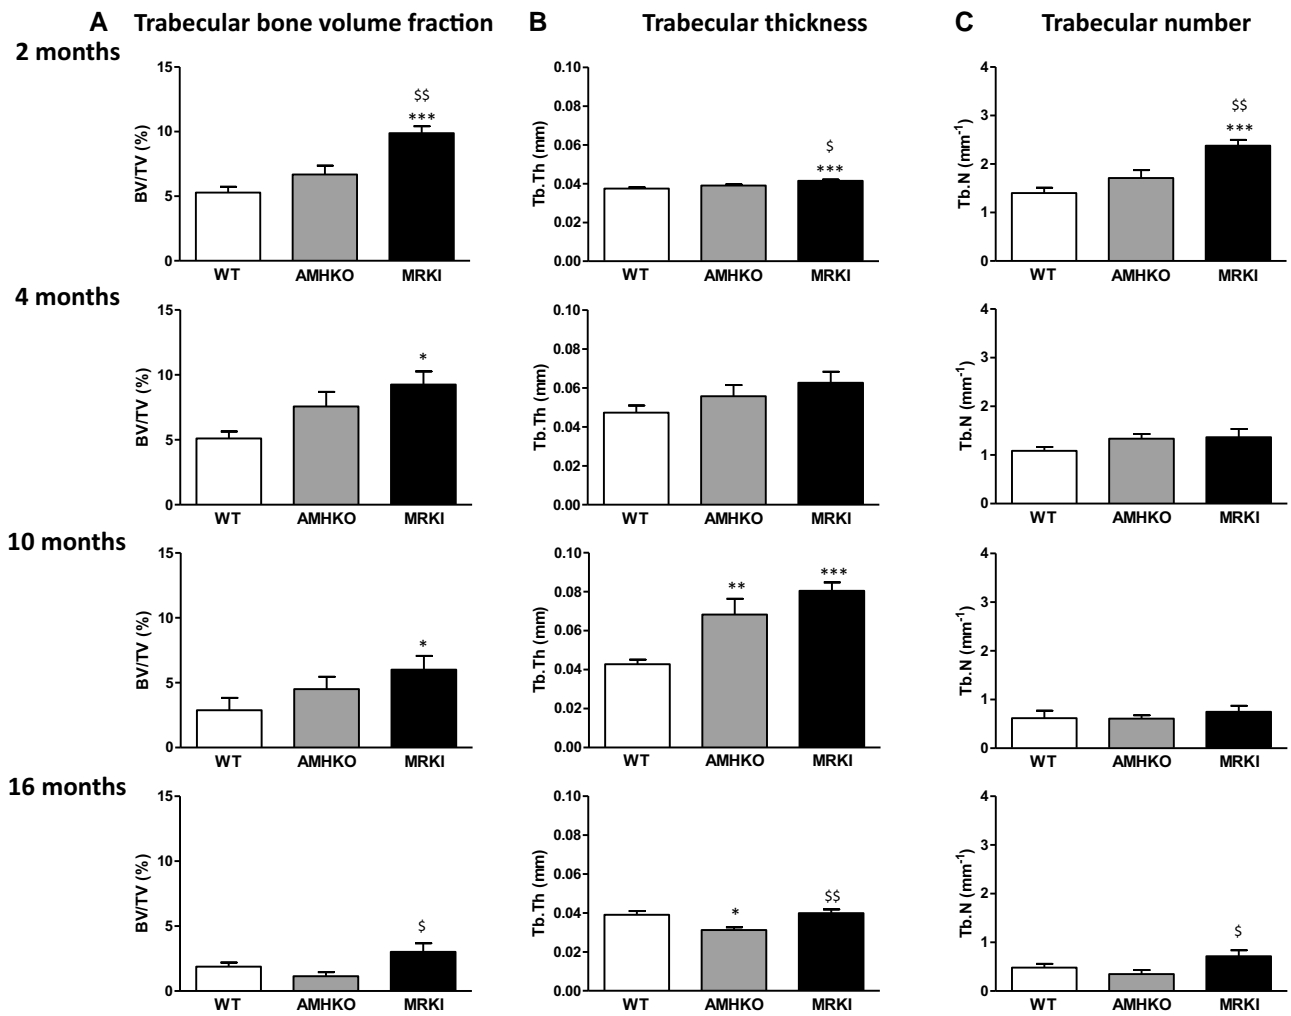 A Trabecular bone volume fraction B Trabecular thickness C Trabecular number
2 months
15
10
5
0
BV/TV (%)
$$
***
WT AMHKO MRKI
0.10
0.08
0.06
0.04
0.02
0.00
Tb.Th (mm)
$
***
WT AMHKO MRKI
4
3
2
1
0
Tb.N (mm-1)
$$
***
WT AMHKO MRKI
4 months
15
10
5
0
BV/TV (%)
*
WT AMHKO MRKI
0.10
0.08
0.06
0.04
0.02
0.00
Tb.Th (mm)
WT AMHKO MRKI
4
3
2
1
0
Tb.N (mm-1)
WT AMHKO MRKI
10 months
15
10
5
0
BV/TV (%)
*
WT AMHKO MRKI
0.10
0.08
0.06
0.04
0.02
0.00
Tb.Th (mm)
** ***
WT AMHKO MRKI
4
3
2
1
0
Tb.N (mm-1)
WT AMHKO MRKI
16 months
15
10
5
0
BV/TV (%)
$
WT AMHKO MRKI
0.10
0.08
0.06
0.04
0.02
0.00
Tb.Th (mm)
* $$
WT AMHKO MRKI
4
3
2
1
0
Tb.N (mm-1)
$
WT AMHKO MRKI